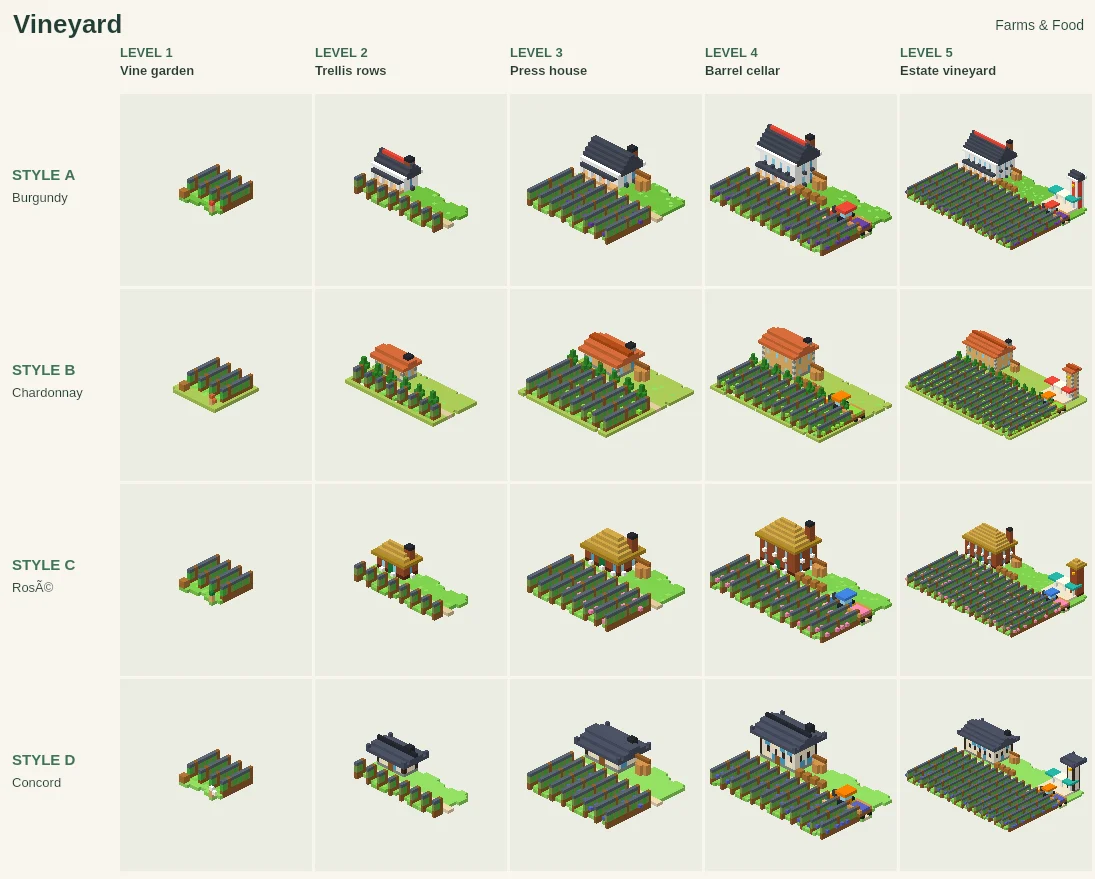 Vineyard
Farms & Food
LEVEL 1
Vine garden
LEVEL 2
Trellis rows
LEVEL 3
Press house
LEVEL 4
Barrel cellar
LEVEL 5
Estate vineyard
STYLE A
Burgundy
STYLE B
Chardonnay
STYLE C
RosÃ©
STYLE D
Concord